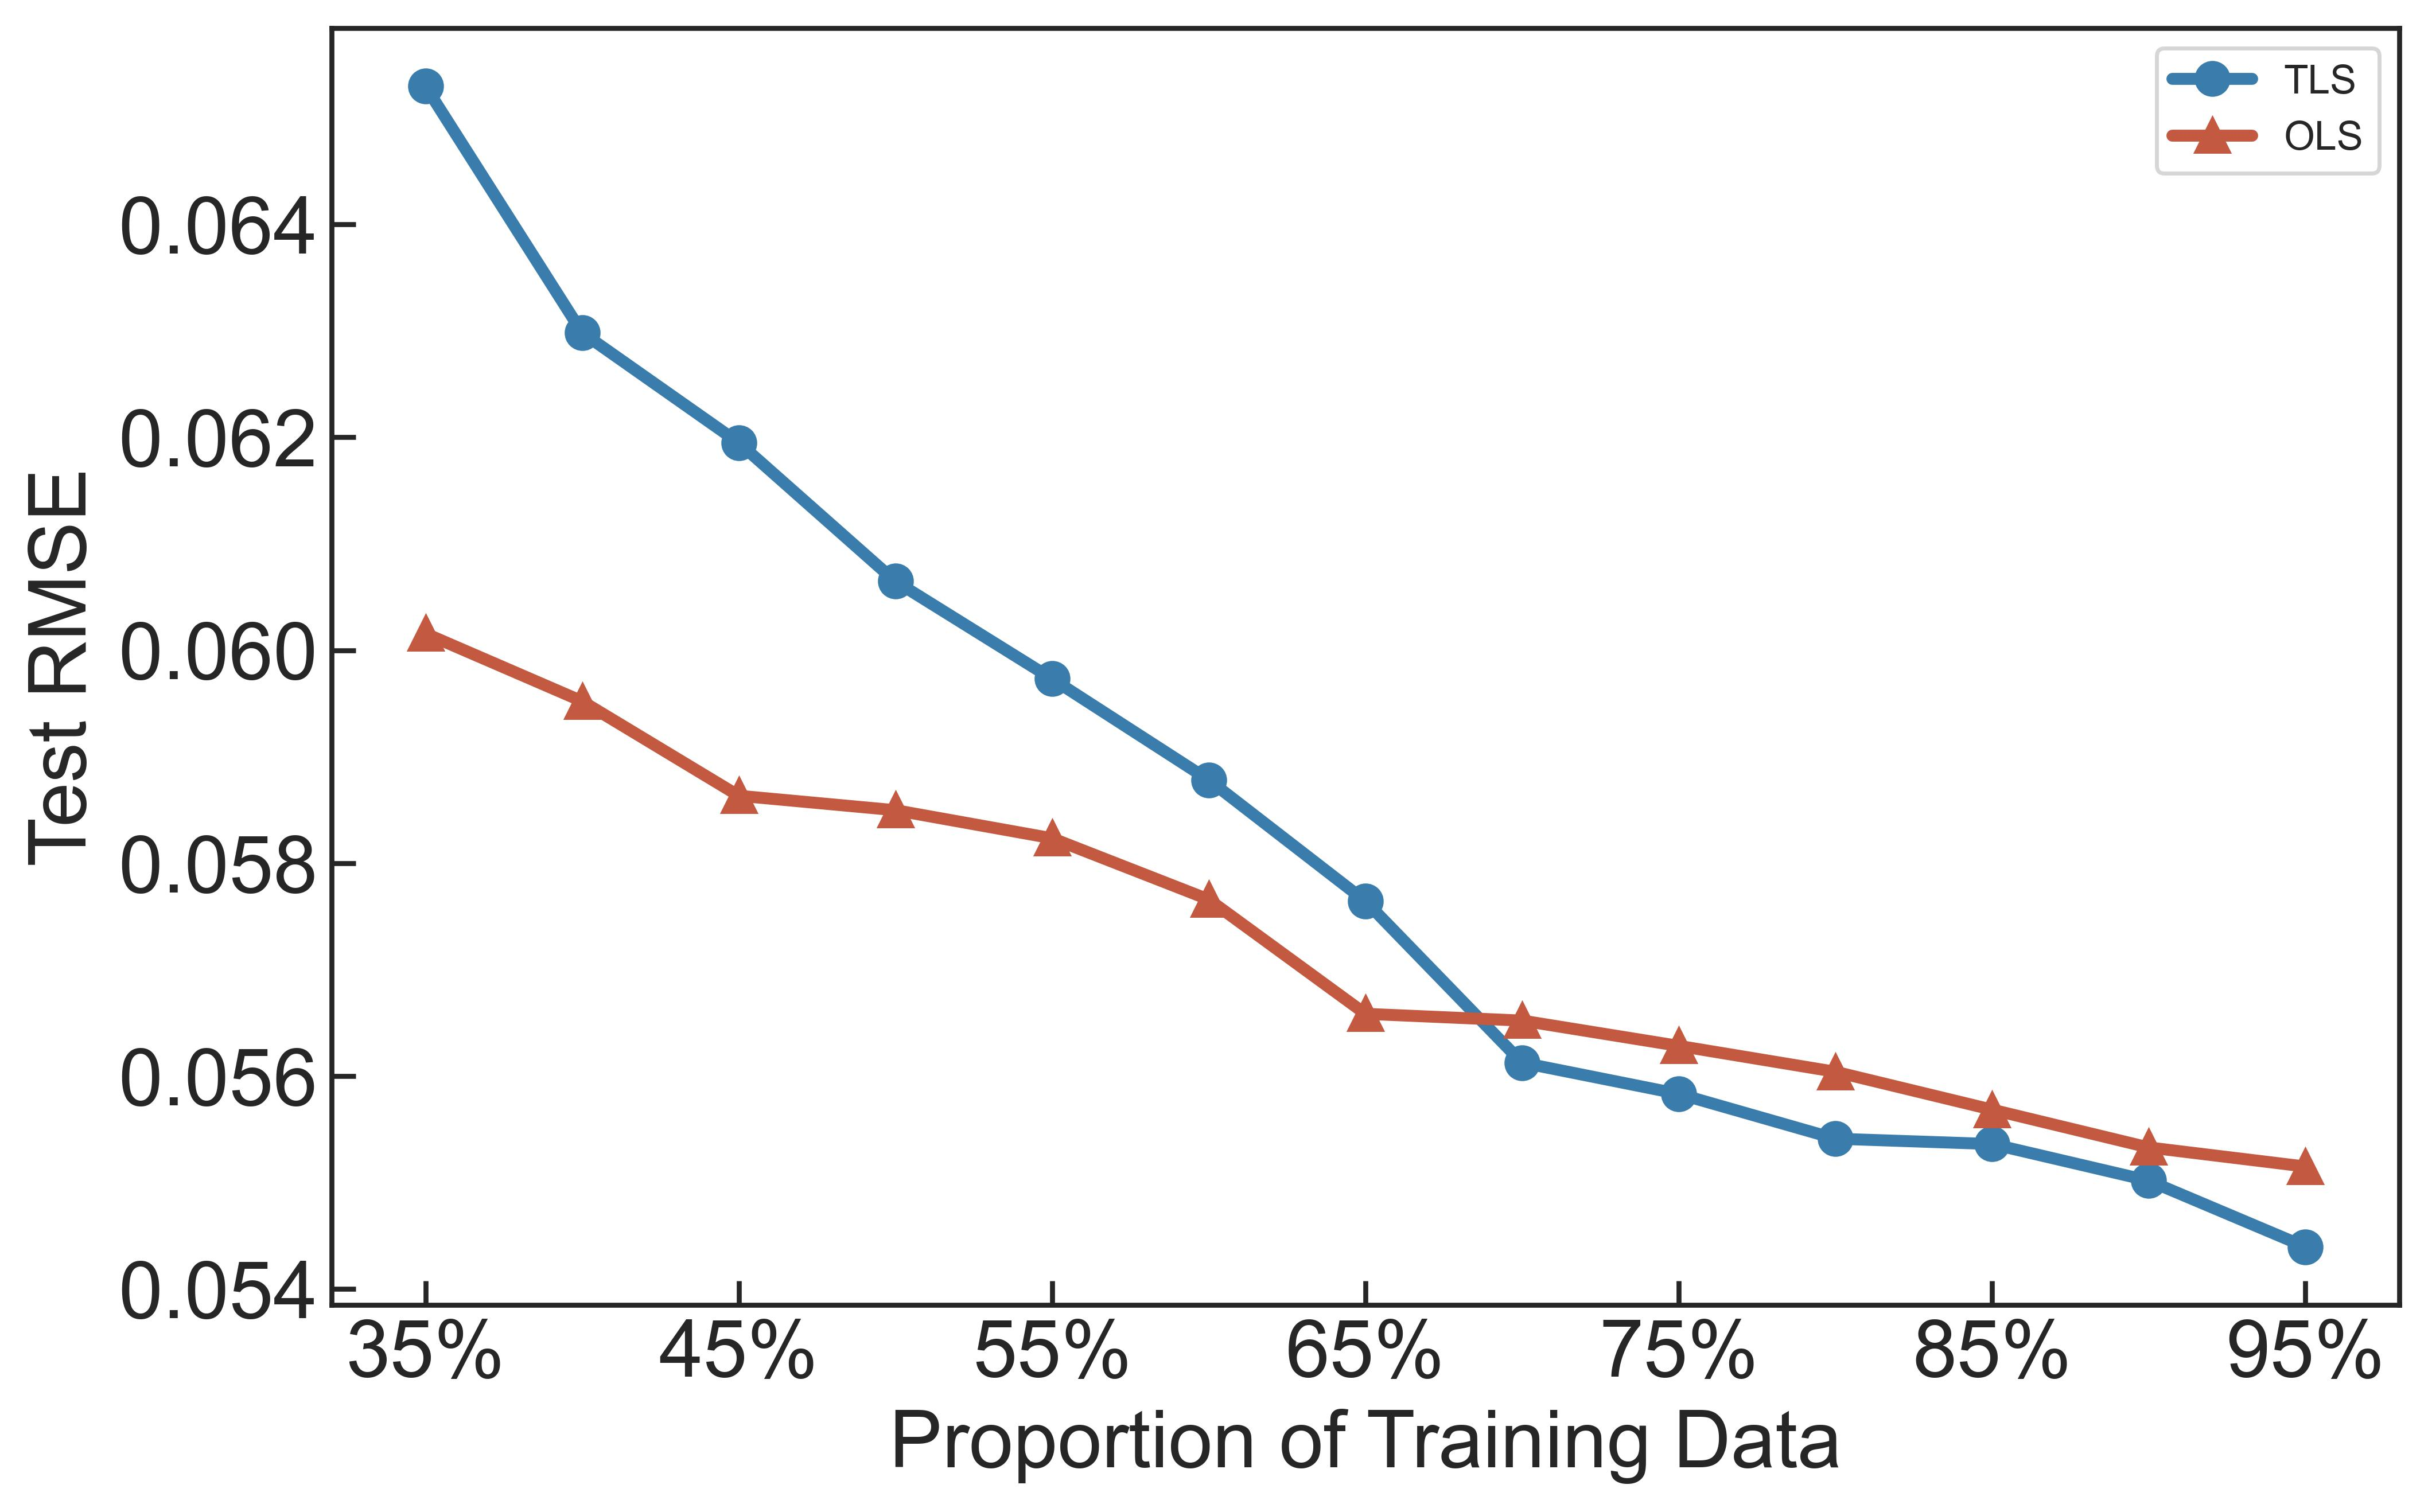 TLS
OLS
Test RMSE
0.064
0.062
0.060
0.058
0.056
0.054
35% 45% 55% 65% 75% 85% 95%
Proportion of Training Data